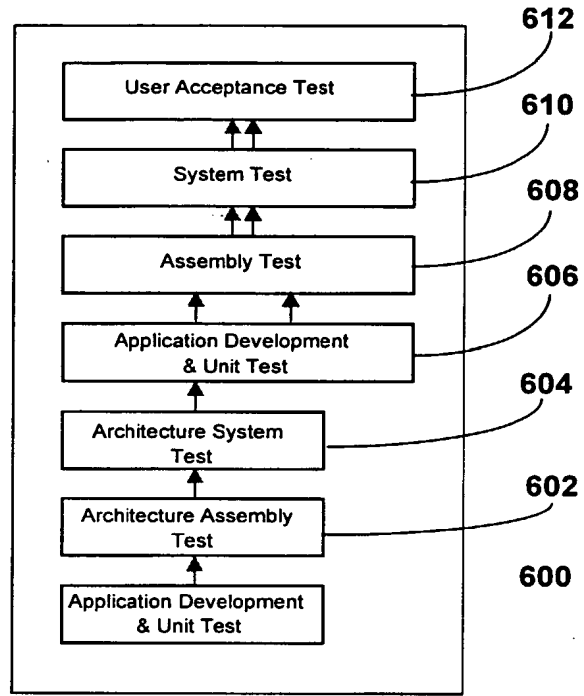 612
User Acceptance Test
610
System Test
608
Assembly Test
606
Application Development
& Unit Test
604
Architecture System
Test
602
Architecture Assembly
Test
600
Application Development
& Unit Test